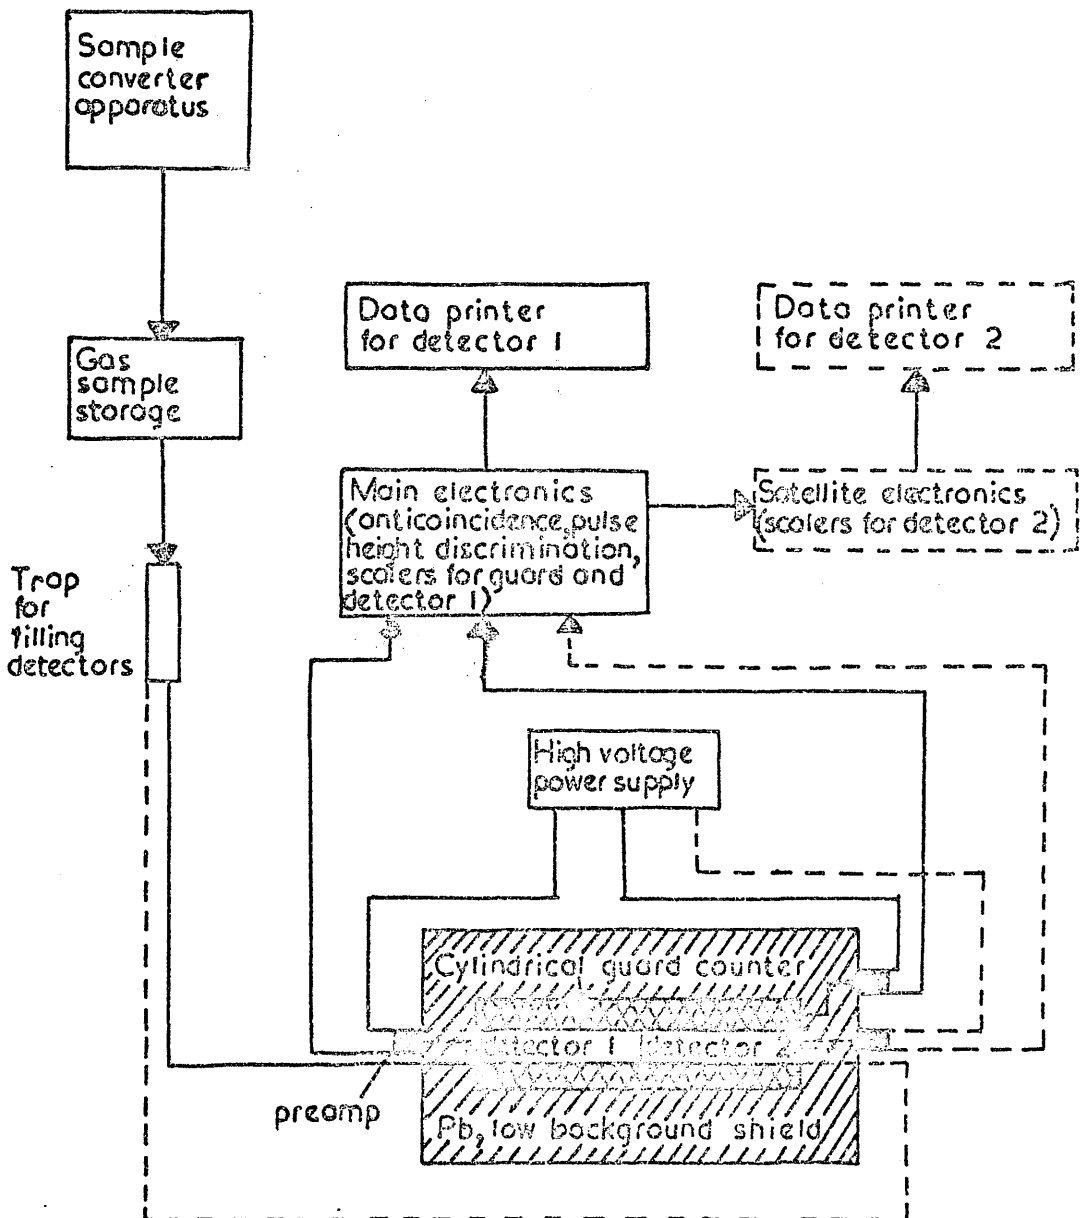 Sample
converter
apparatus
Gas
sample
storage
Trap
for
filling
detectors
Data printer
for detector 1
Data printer
for detector 2
Main electronics
(anticoincidence, pulse
height discrimination,
scalers for guard and
detector 1)
Satellite electronics
(scalers for detector 2)
High voltage
power supply
Cylindrical guard counter
detector 1 detector 2
preamp
Pb, low background shield